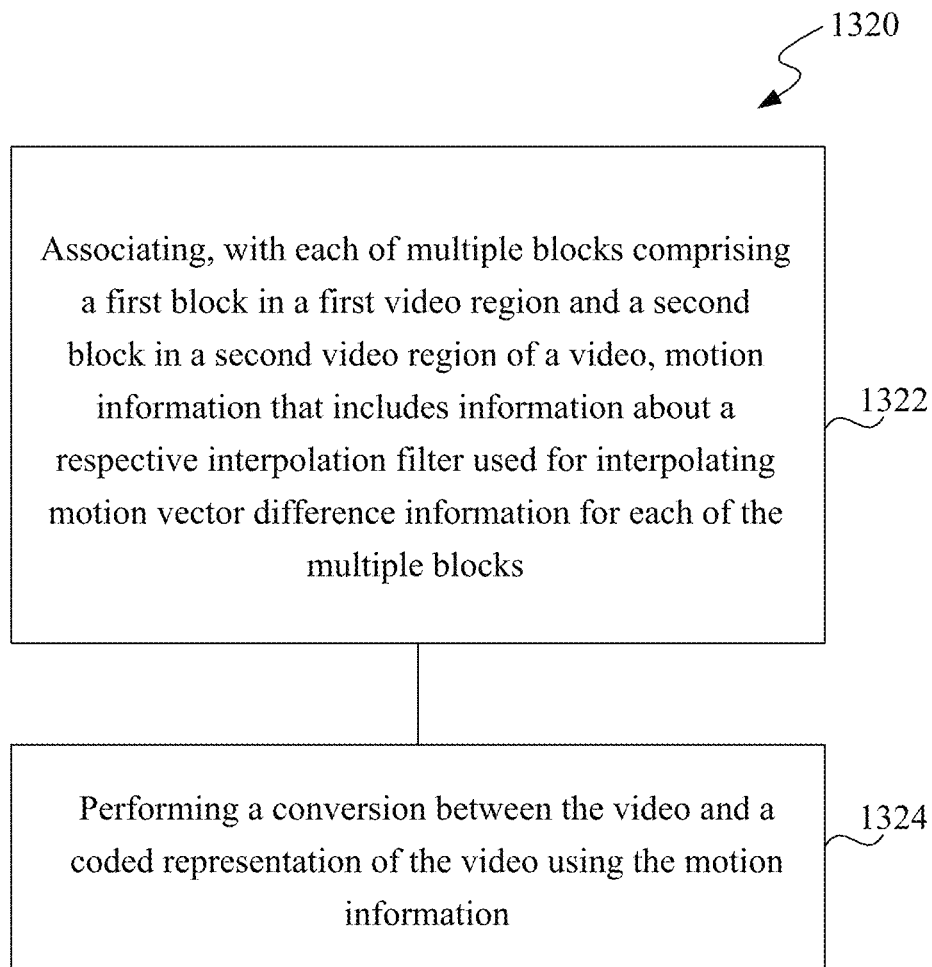 1320
Associating, with each of multiple blocks comprising
a first block in a first video region and a second
block in a second video region of a video, motion
information that includes information about a
respective interpolation filter used for interpolating
motion vector difference information for each of the
multiple blocks
1322
Performing a conversion between the video and a
coded representation of the video using the motion
information
1324